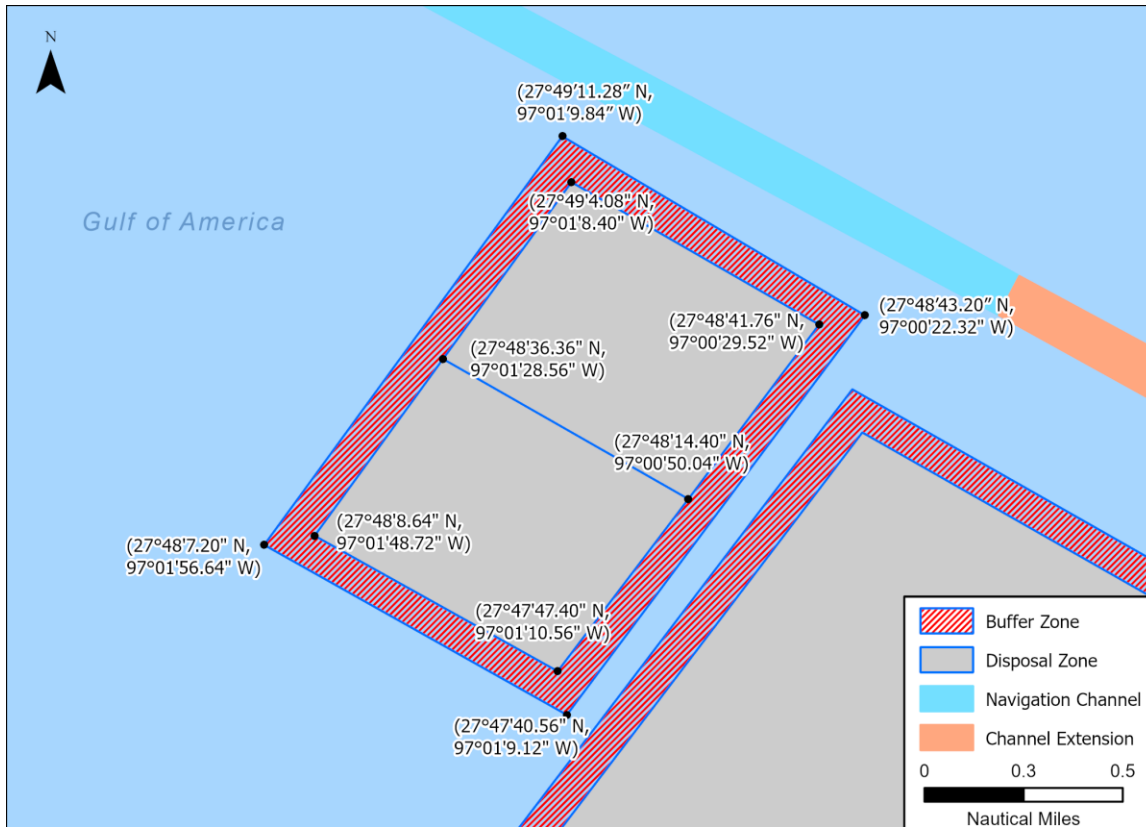 N
(27°49'11.28” N,
97°01'9.84” W)
Gulf of America
(27°49'4.08" N,
97°01'8.40" W)
(27°48'43.20” N,
97°00'22.32" W)
(27°48'41.76" N,
97°00'29.52" W)
(27°48'36.36" N,
97°01'28.56" W)
(27°48'14.40" N,
97°00'50.04" W)
(27°48'8.64" N,
97°01'48.72" W)
(27°48'7.20" N,
97°01'56.64" W)
(27°47'47.40" N,
97°01'10.56" W)
(27°47'40.56" N,
97°01'9.12" W)
Buffer Zone
Disposal Zone
Navigation Channel
Channel Extension
0 0.3 0.5
Nautical Miles